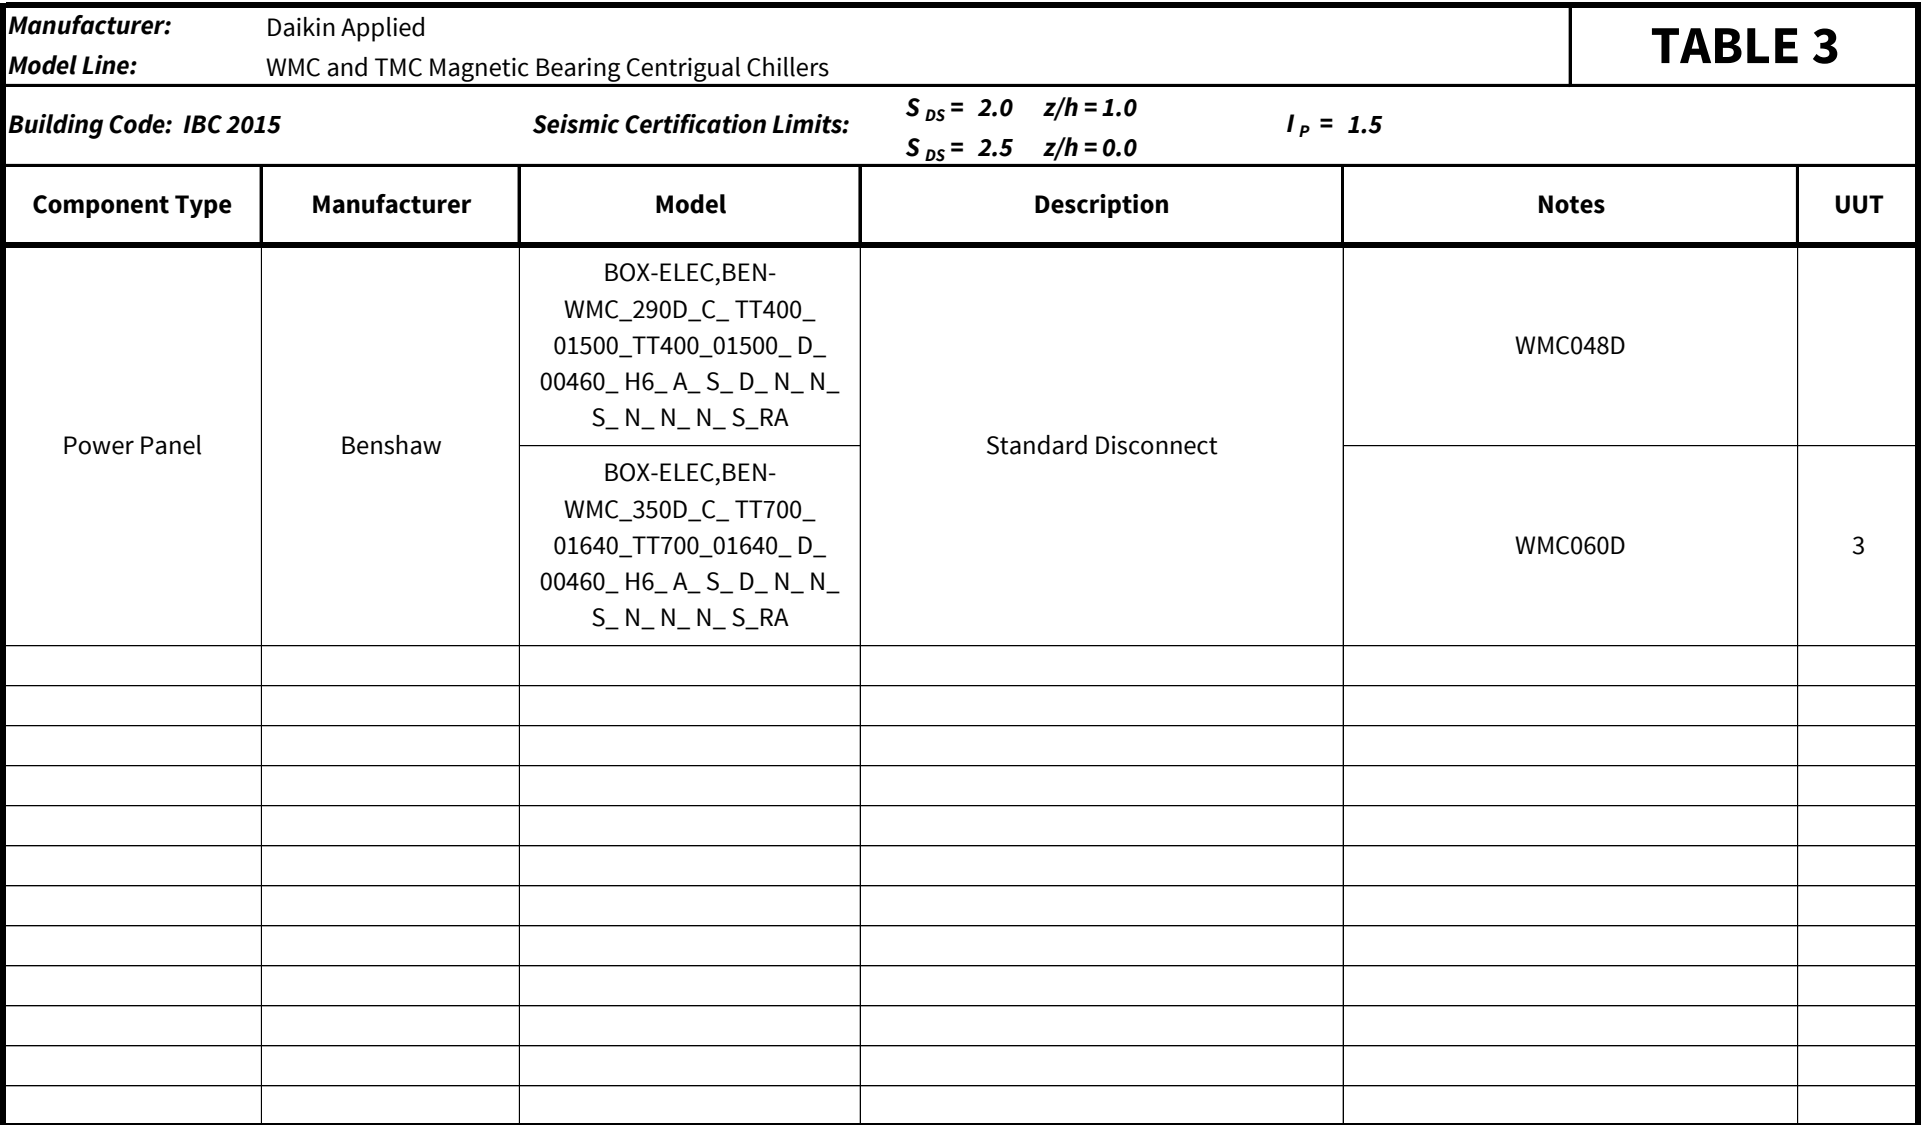 Manufacturer: Daikin Applied
Model Line: WMC and TMC Magnetic Bearing Centrigual Chillers
TABLE 3
Building Code: IBC 2015
Seismic Certification Limits:
S DS = 2.0 z/h = 1.0
S DS = 2.5 z/h = 0.0
I P = 1.5
Component Type Manufacturer Model Description Notes UUT
Power Panel
Benshaw
BOX-ELEC,BEN-
WMC_290D_C_ TT400_
01500_TT400_01500_ D_
00460_ H6_ A_ S_ D_ N_ N_
S_ N_ N_ N_ S_RA
Standard Disconnect
WMC048D
BOX-ELEC,BEN-
WMC_350D_C_ TT700_
01640_TT700_01640_ D_
00460_ H6_ A_ S_ D_ N_ N_
S_ N_ N_ N_ S_RA
WMC060D
3